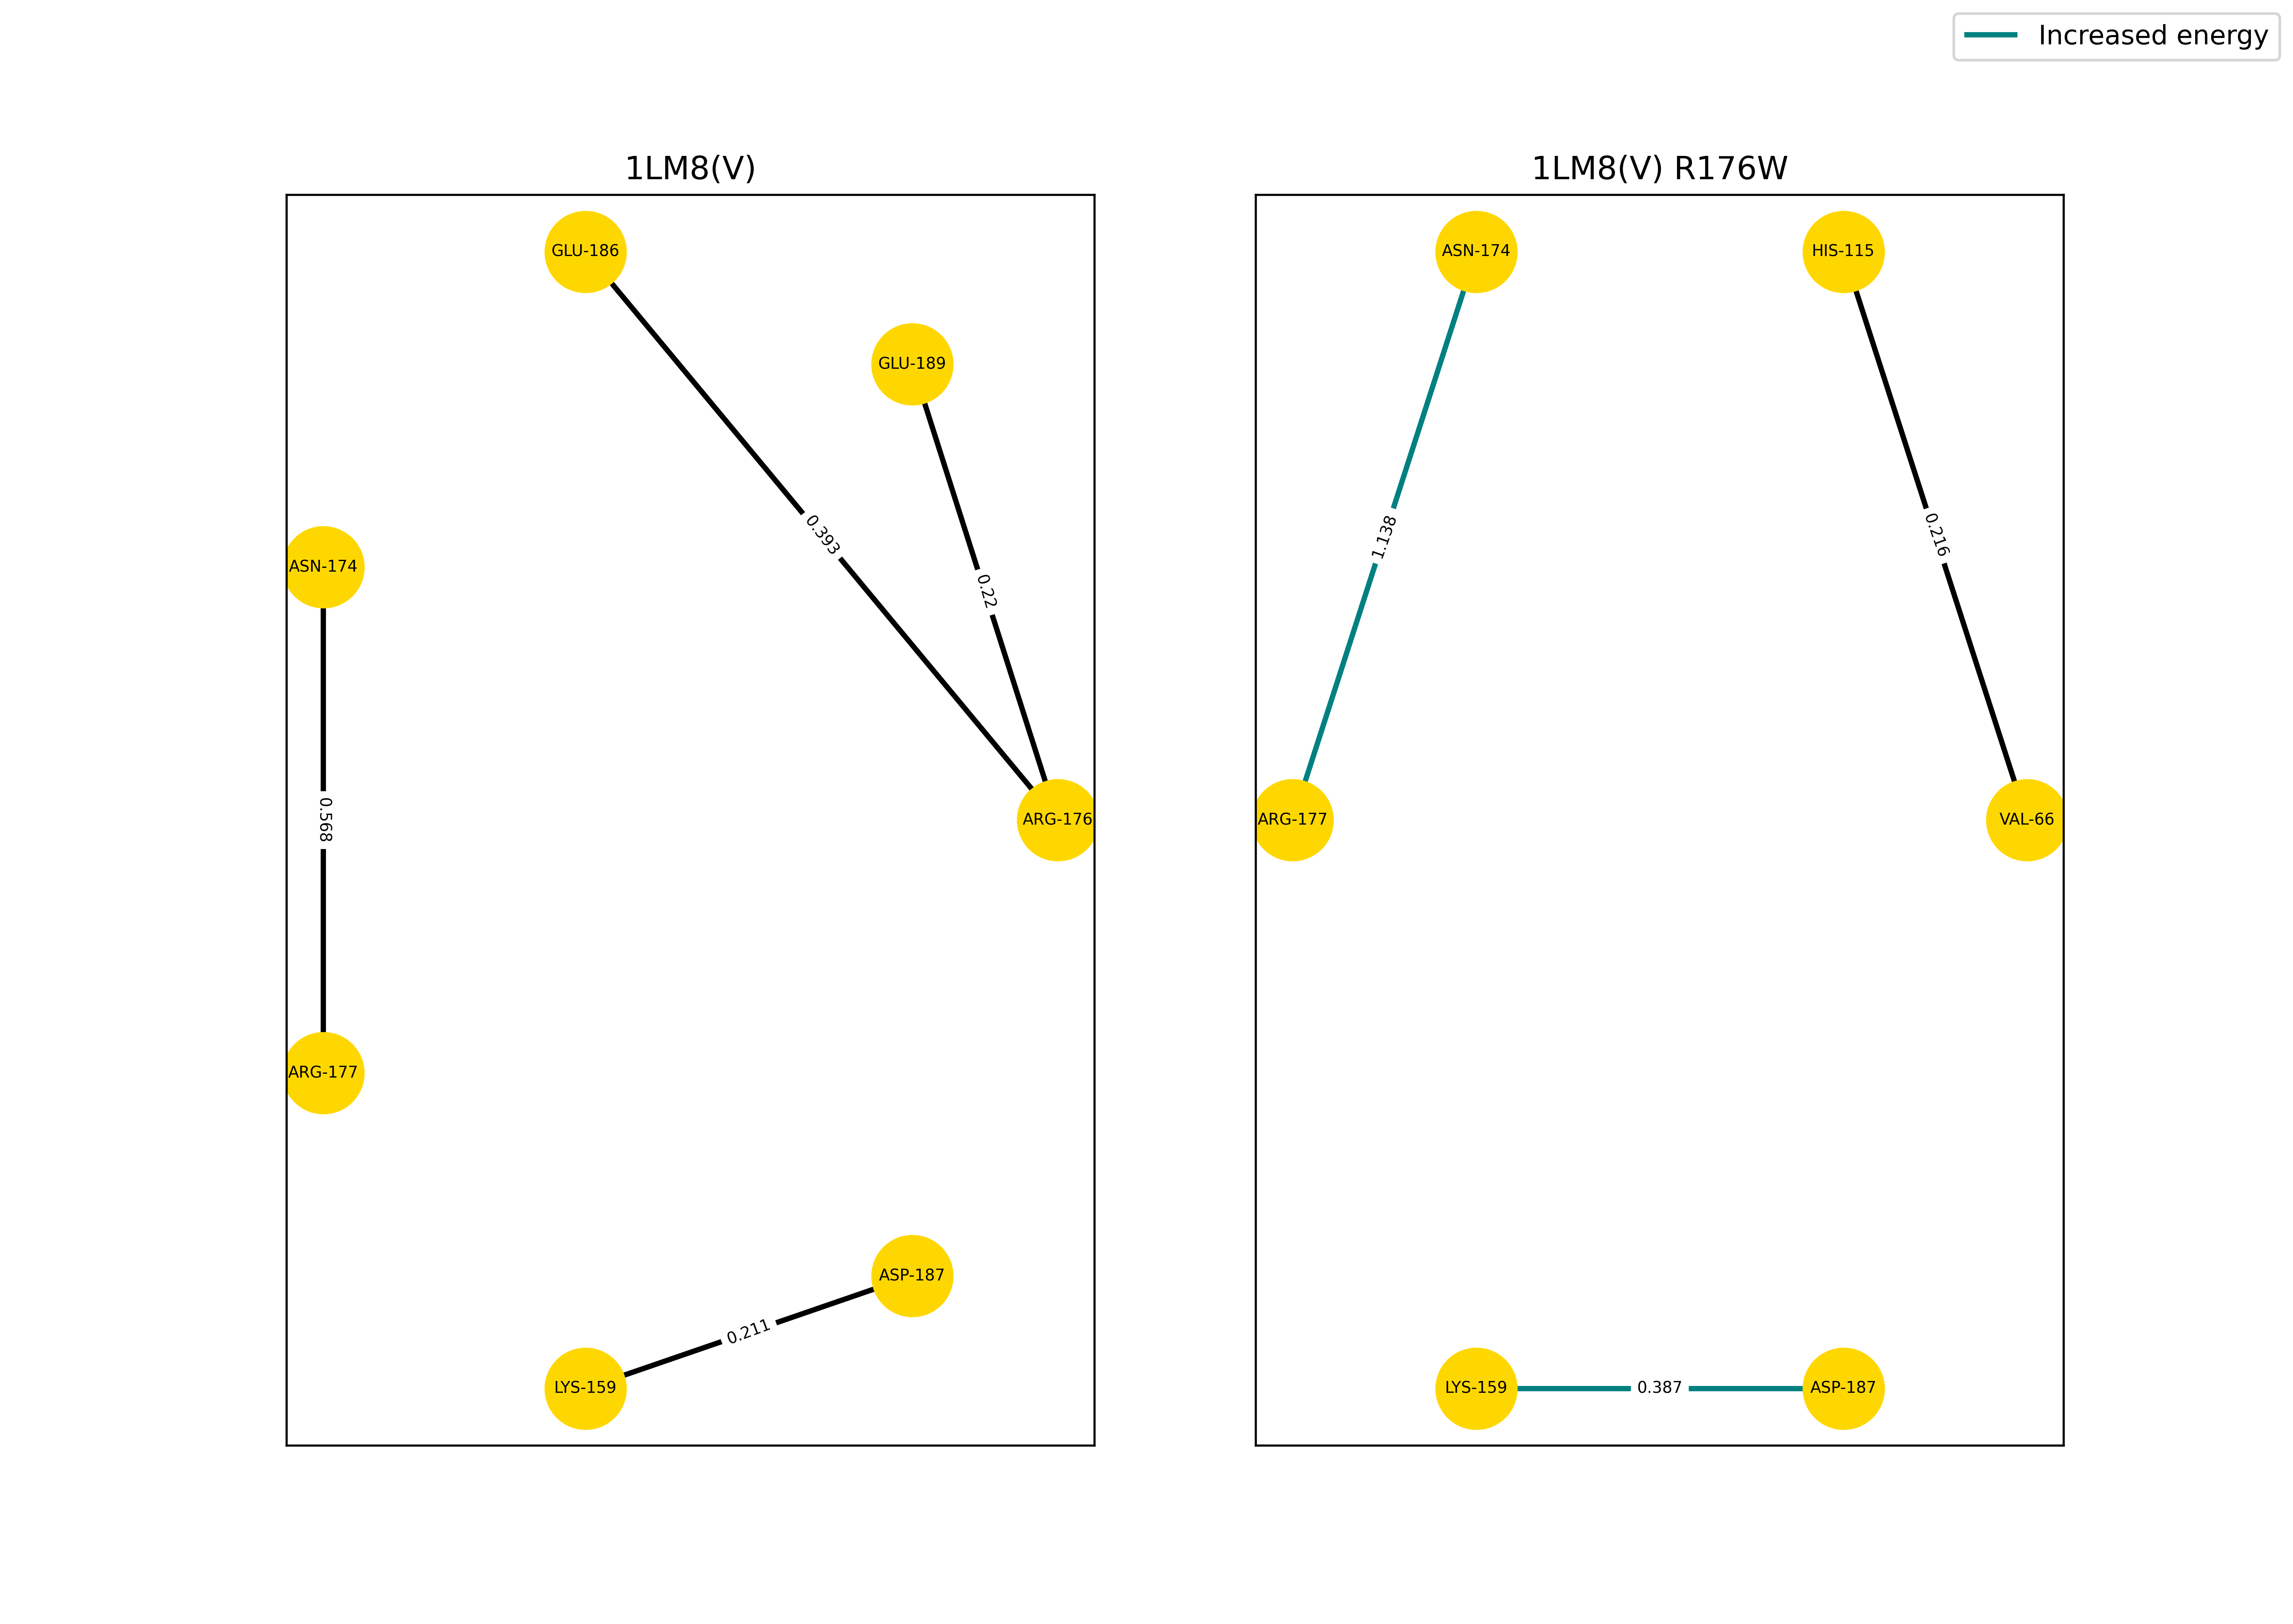 Increased energy
1LM8(V)
GLU-186
GLU-189
0.393
ASN-174
0.22
0.568
ARG-176
ARG-177
ASP-187
0.211
LYS-159
1LM8(V) R176W
ASN-174
HIS-115
1.138
0.216
ARG-177
VAL-66
LYS-159
0.387
ASP-187